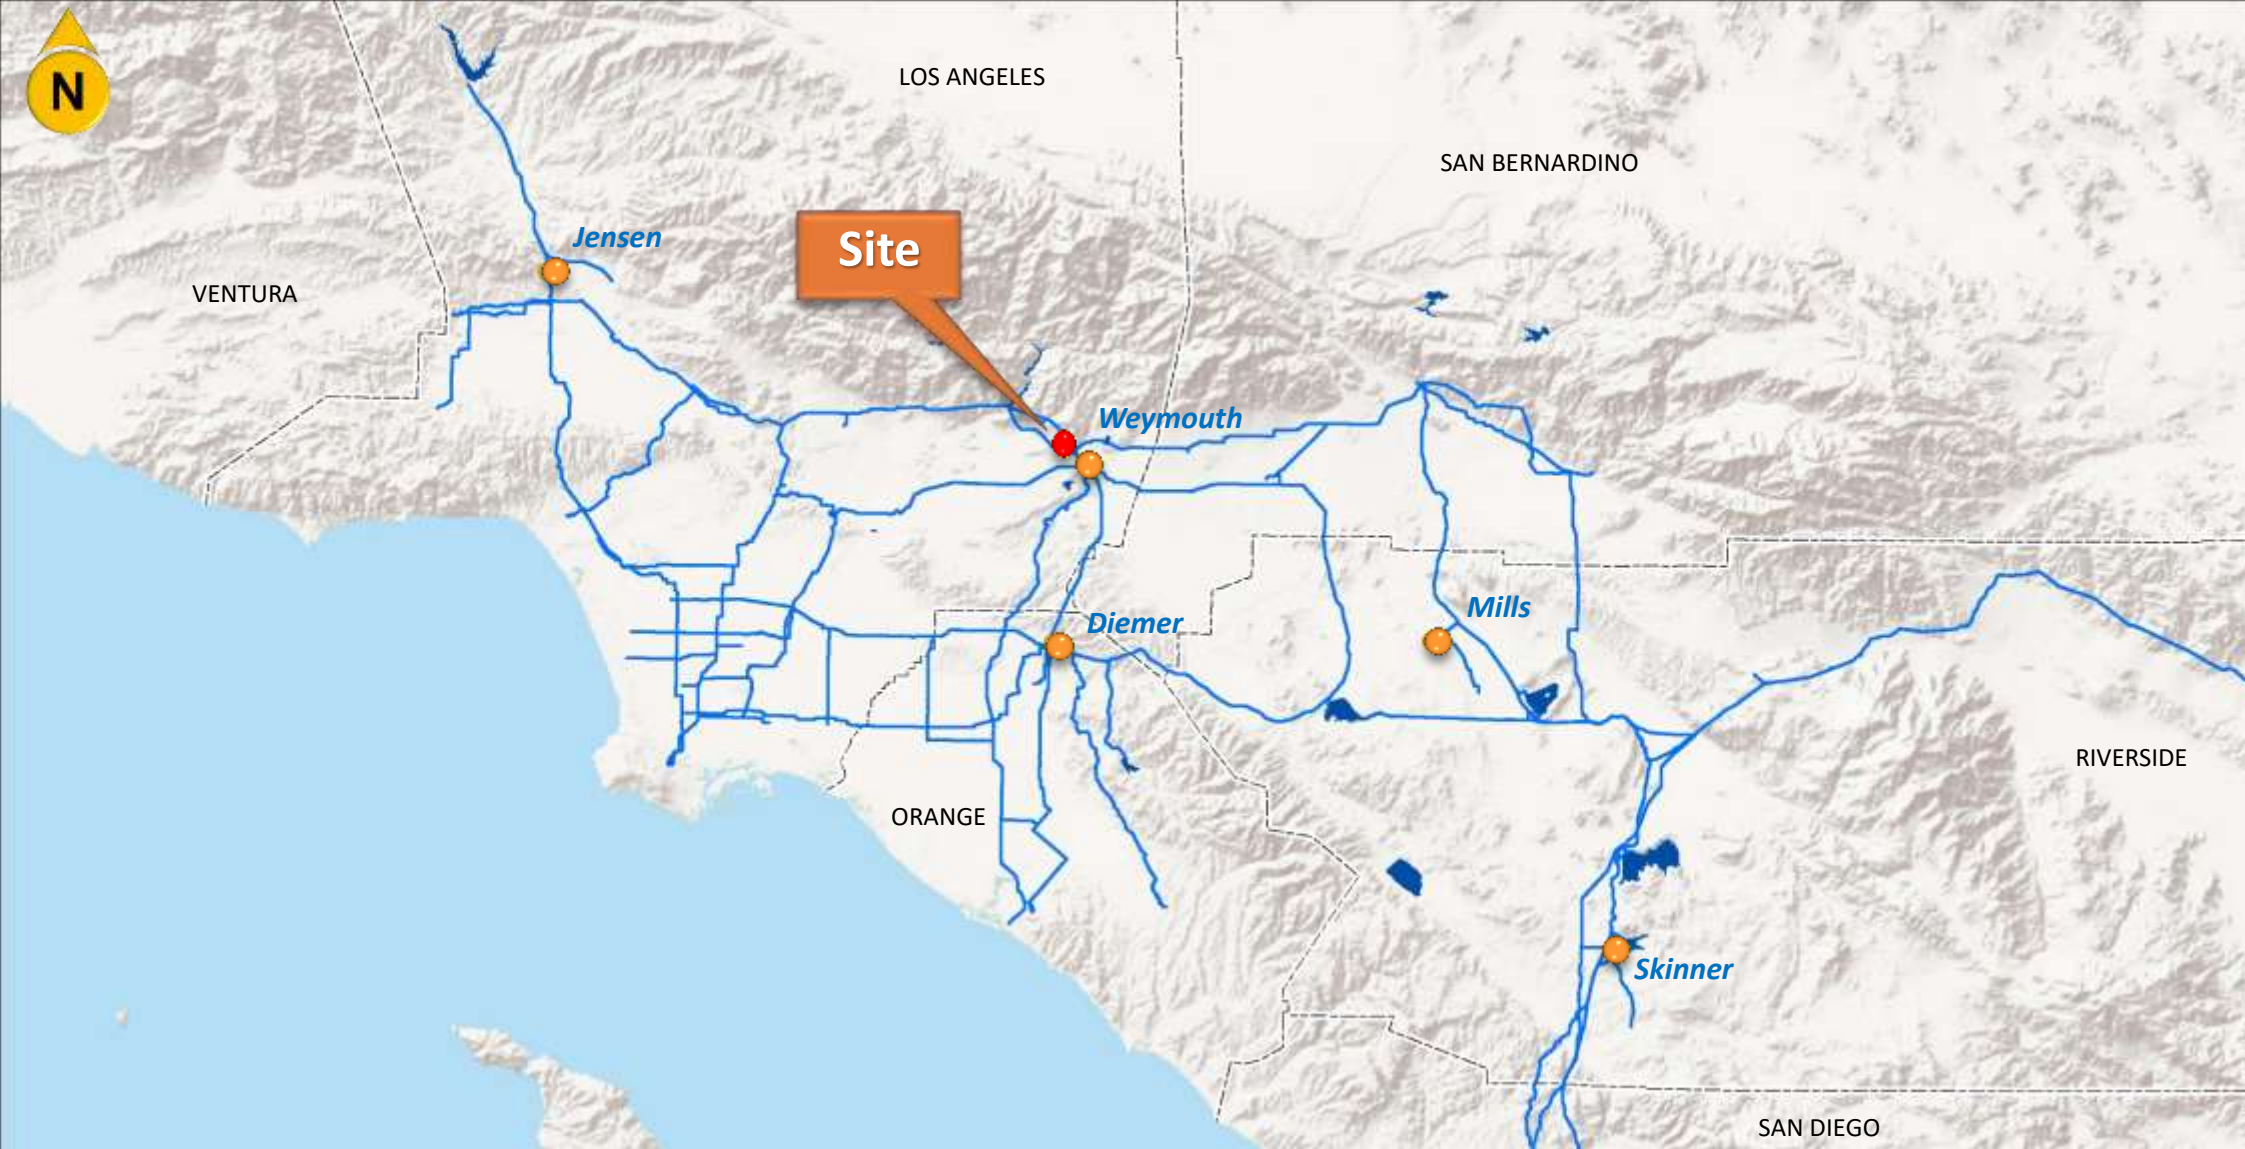 N
LOS ANGELES
SAN BERNARDINO
Jensen
Site
VENTURA
Weymouth
Mills
Diemer
RIVERSIDE
ORANGE
Skinner
SAN DIEGO